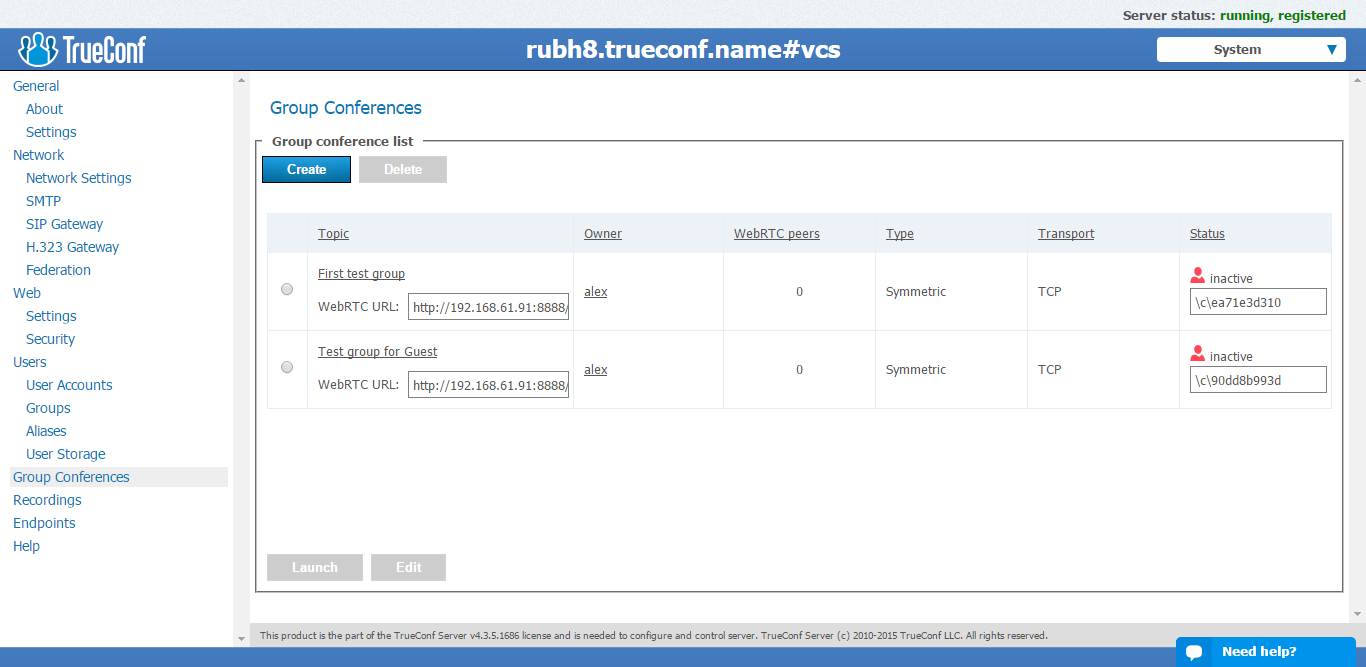 Server status: running, registered
TrueConf
rubh8.trueconf.name#vcs
System
General
About
Settings
Network
Network Settings
SMTP
SIP Gateway
H.323 Gateway
Federation
Web
Settings
Security
Users
User Accounts
Groups
Aliases
User Storage
Group Conferences
Recordings
Endpoints
Help
Group Conferences
Group conference list
Create Delete
Topic Owner WebRTC peers Type Transport Status
First test group
WebRTC URL: http://192.168.61.91:8888/
alex 0 Symmetric TCP
inactive
\c\ea71e3d310
Test group for Guest
WebRTC URL: http://192.168.61.91:8888/
alex 0 Symmetric TCP
inactive
\c\90dd8b993d
Launch Edit
This product is the part of the TrueConf Server v4.3.5.1686 license and is needed to configure and control server. TrueConf Server (c) 2010-2015 TrueConf LLC. All rights reserved.
Need help?